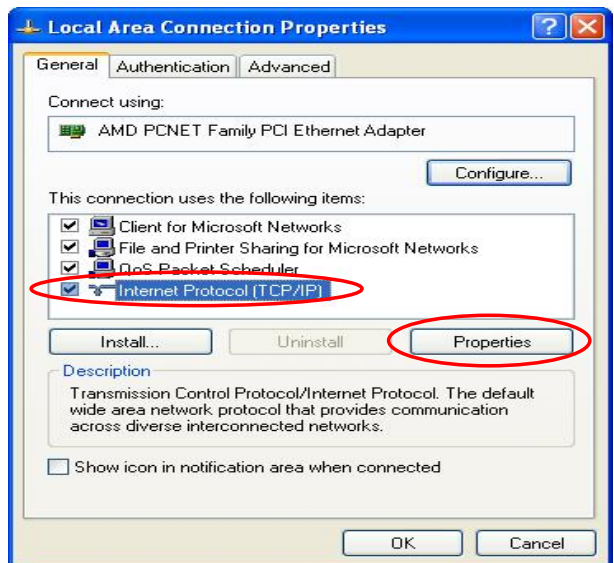 Local Area Connection Properties
General Authentication Advanced
Connect using:
AMD PCNET Family PCI Ethernet Adapter
Configure...
This connection uses the following items:
Client for Microsoft Networks
File and Printer Sharing for Microsoft Networks
QoS Packet Scheduler
Internet Protocol (TCP/IP)
Install... Uninstall Properties
Description
Transmission Control Protocol/Internet Protocol. The default
wide area network protocol that provides communication
across diverse interconnected networks.
Show icon in notification area when connected
OK Cancel